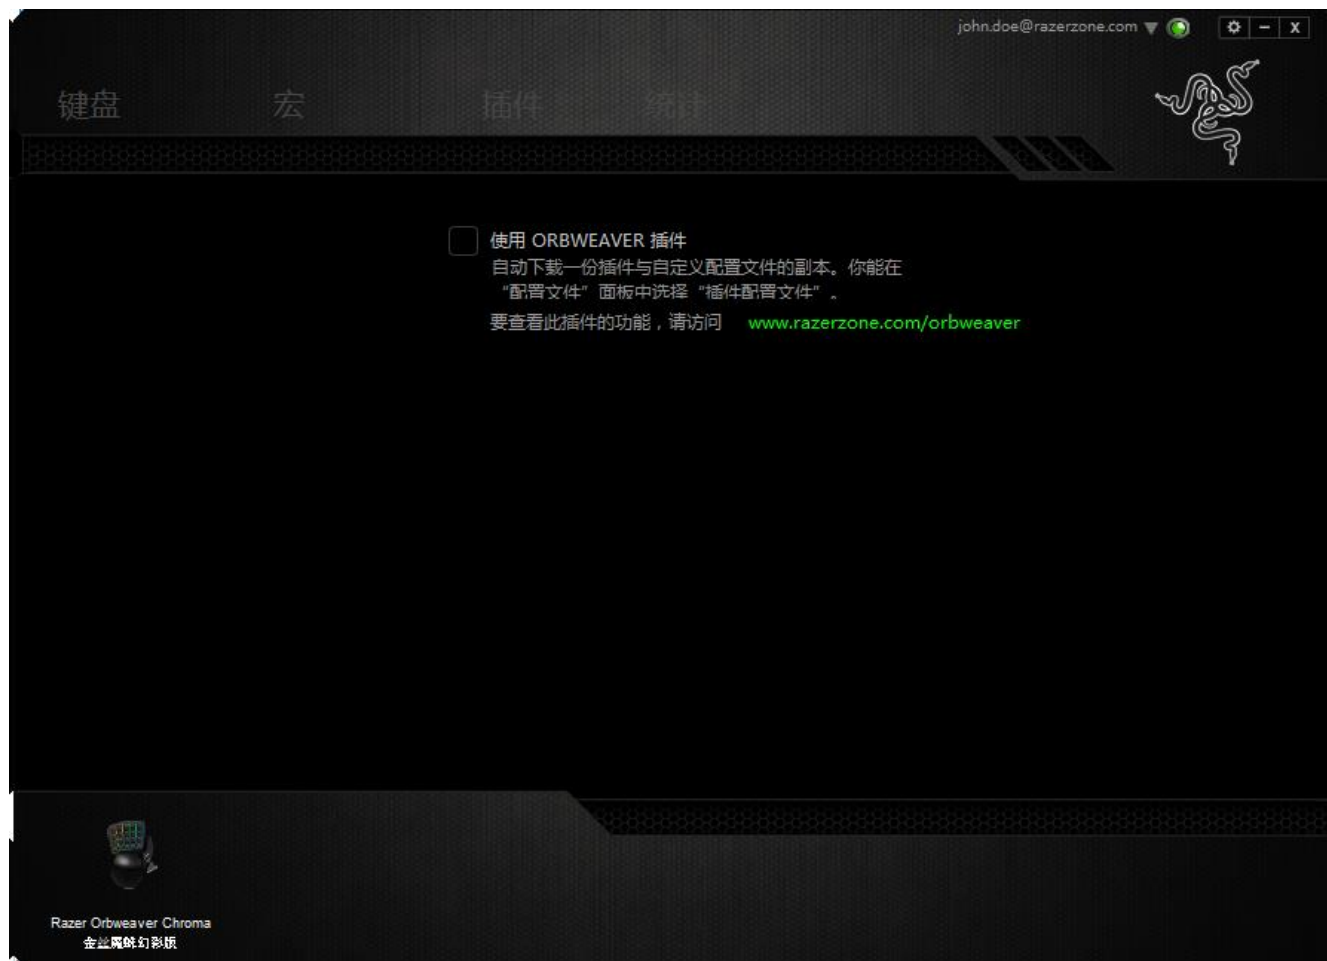 john.doe@razerzone.com
键盘 宏 插件 统计
使用 ORBWEAVER 插件
自动下载一份插件与自定义配置文件的副本。你能在
“配置文件”面板中选择“插件配置文件”。
要查看此插件的功能，请访问 www.razerzone.com/orbweaver
Razer Orbweaver Chroma
金丝魔蛛幻彩版